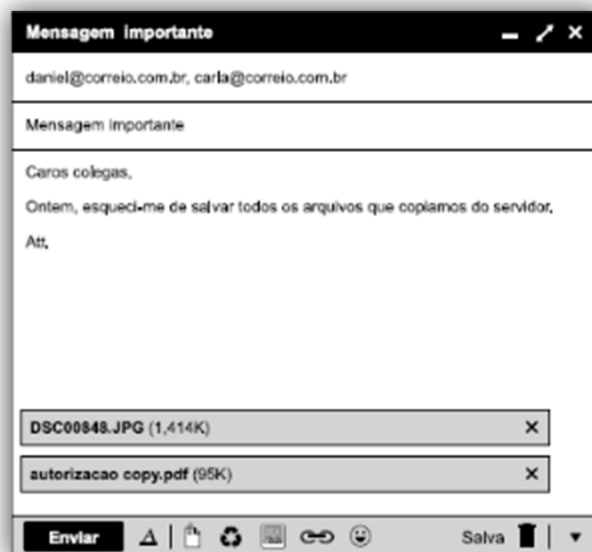 Mensagem importante
daniel@correio.com.br, carla@correio.com.br
Mensagem importante
Caros colegas,
Ontem, esqueci-me de salvar todos os arquivos que copiamos do servidor.
Att.
DSC00848.JPG (1,414K)
autorizacao copy.pdf (95K)
Enviar A Salva